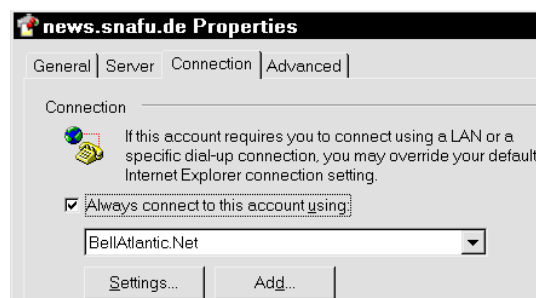 news.snafu.de Properties
General Server Connection Advanced
Connection
If this account requires you to connect using a LAN or a
specific dial-up connection, you may override your default
Internet Explorer connection setting.
Always connect to this account using:
BellAtlantic.Net
Settings... Add...